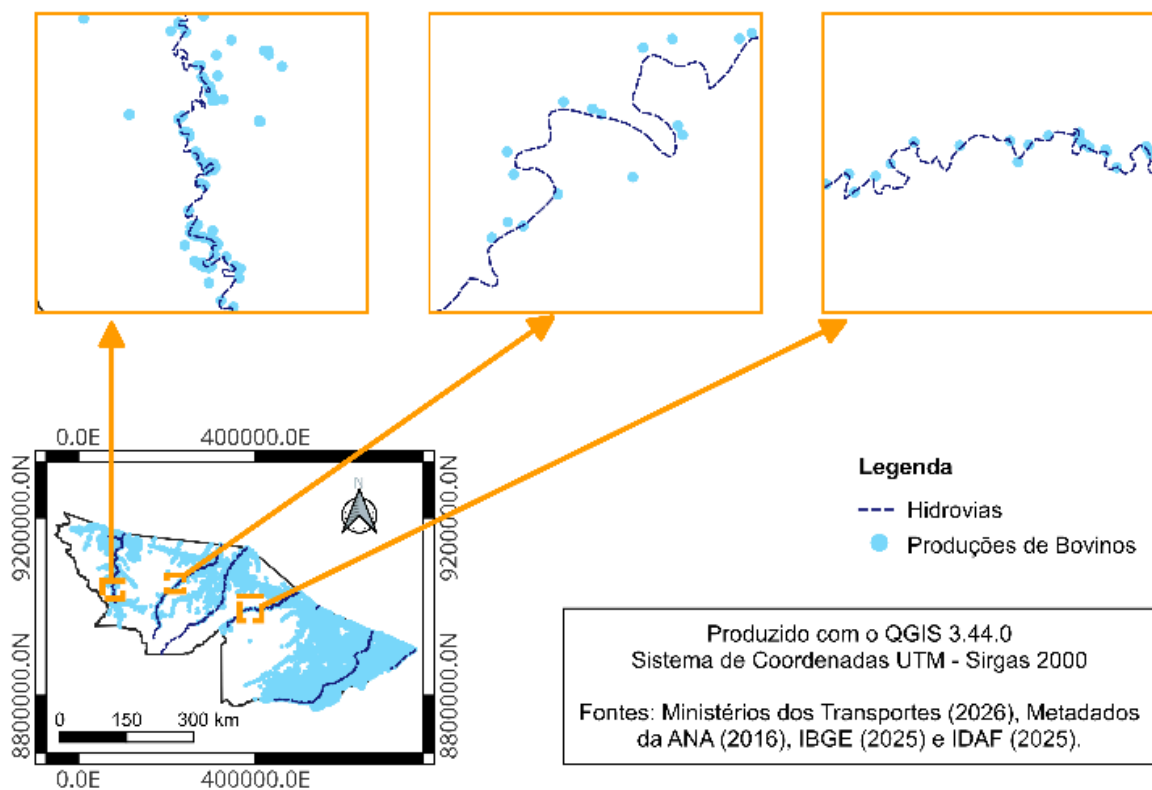 0.0E 400000.0E
N
9200000.0N 9200000.0N
8800000.0N 8800000.0N
0 150 300 km
0.0E 400000.0E
Legenda
Hidrovias
Produções de Bovinos
Produzido com o QGIS 3.44.0
Sistema de Coordenadas UTM - Sirgas 2000
Fontes: Ministérios dos Transportes (2026), Metadados
da ANA (2016), IBGE (2025) e IDAF (2025).